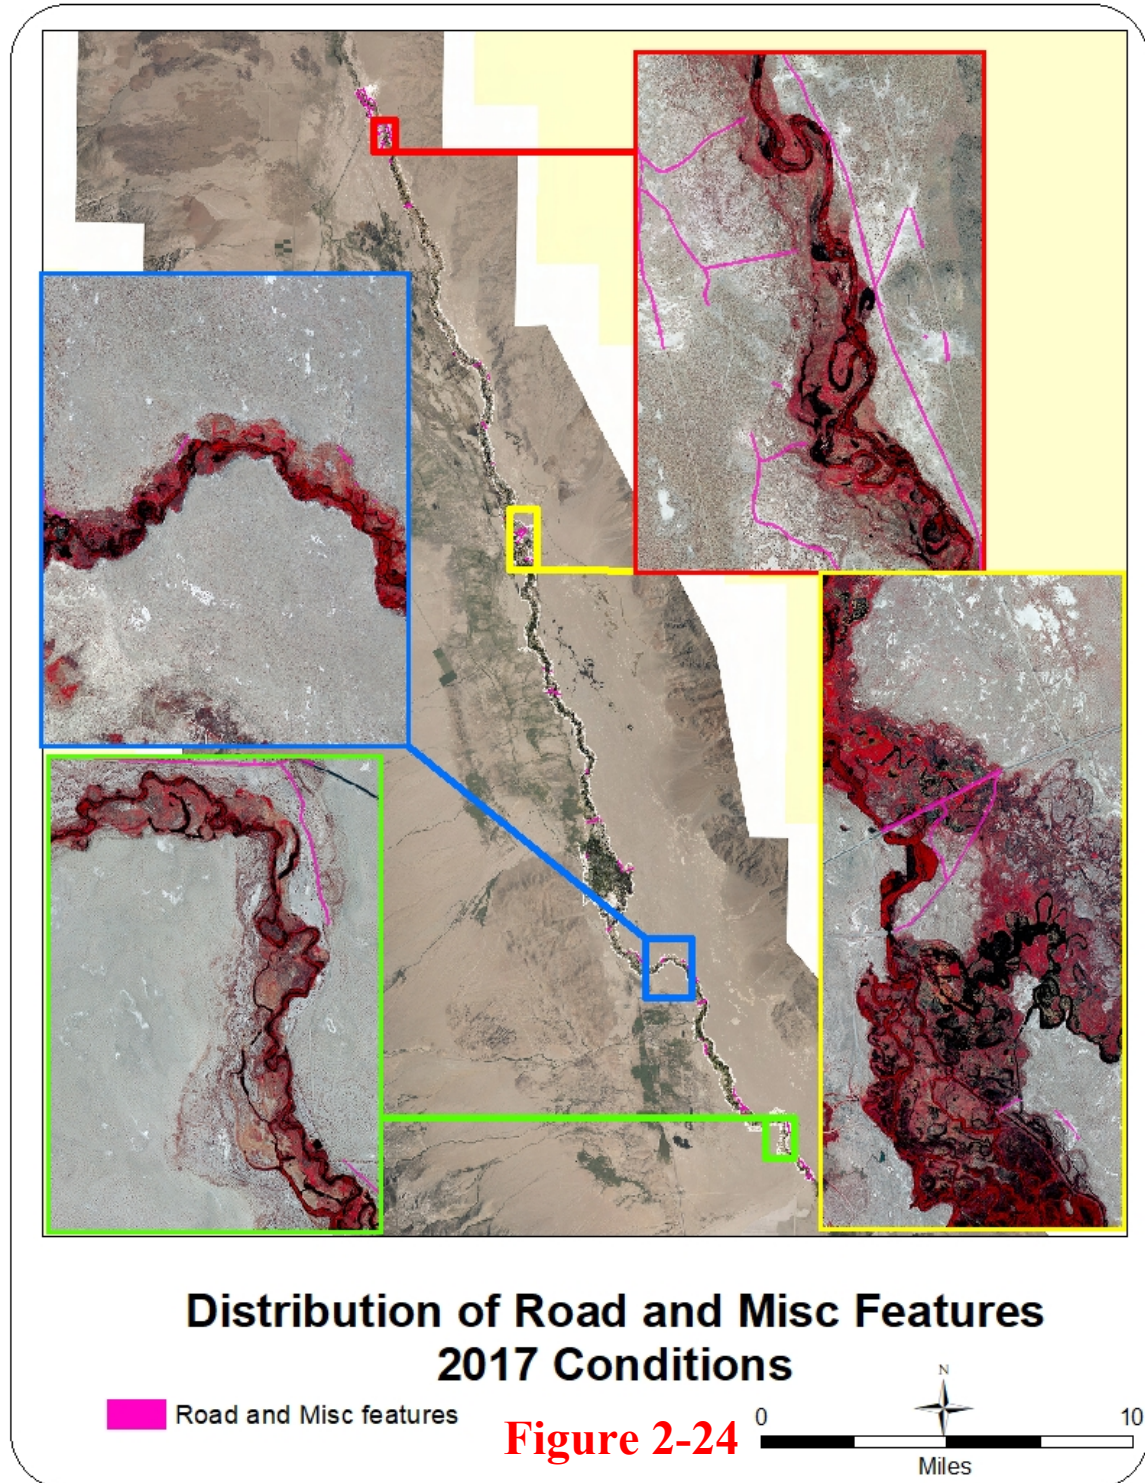 Distribution of Road and Misc Features
2017 Conditions
Road and Misc features
Figure 2-24
N
0 10
Miles